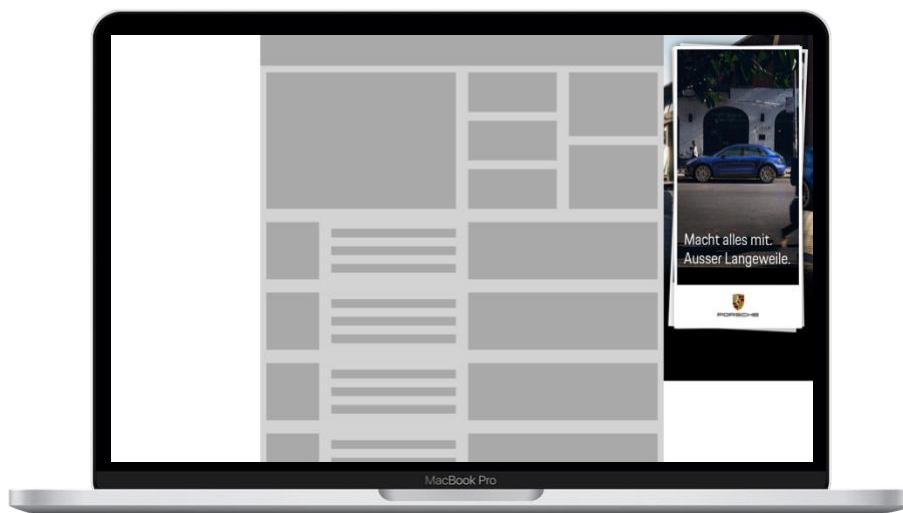 Macht alles mit.
Ausser Langeweile.
PORSCHE
MacBook Pro